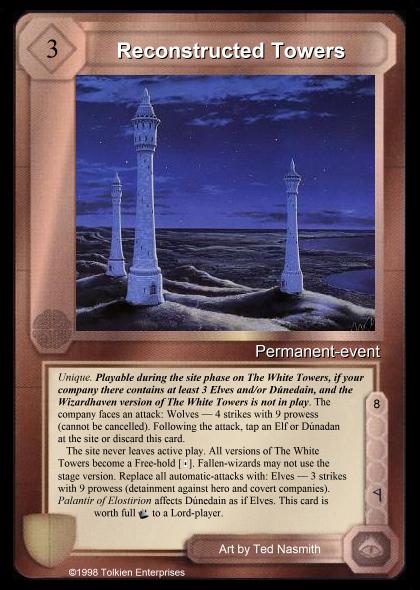 3
Reconstructed Towers
Permanent-event
Unique. Playable during the site phase on The White Towers, if your
company there contains at least 3 Elves and/or Dúnedain, and the
Wizardhaven version of The White Towers is not in play. The
company faces an attack: Wolves — 4 strikes with 9 prowess
(cannot be cancelled). Following the attack, tap an Elf or Dúnadan
at the site or discard this card.
The site never leaves active play. All versions of The White
Towers become a Free-hold [•]. Fallen-wizards may not use the
stage version. Replace all automatic-attacks with: Elves — 3 strikes
with 9 prowess (detainment against hero and covert companies).
Palantir of Elostirion affects Dúnedain as if Elves. This card is
worth full to a Lord-player.
8
Art by Ted Nasmith
©1998 Tolkien Enterprises